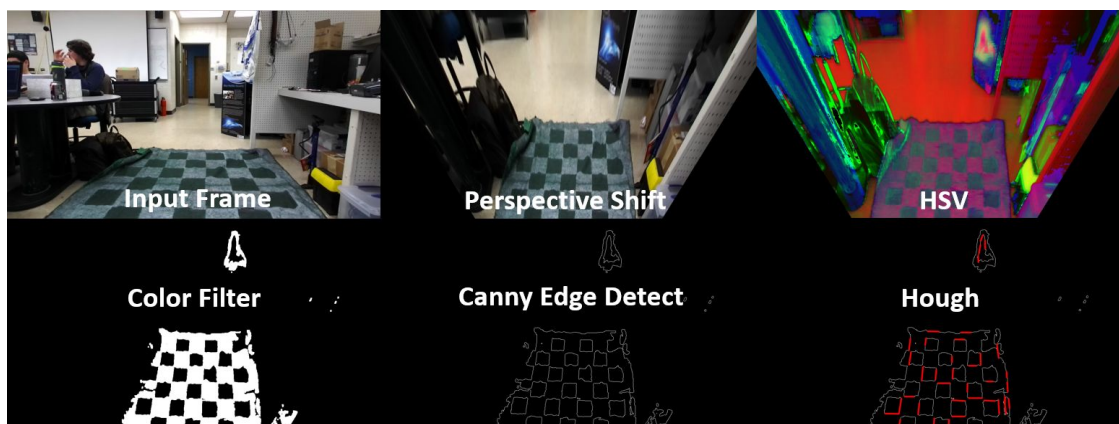 Input Frame
Perspective Shift
HSV
Color Filter
Canny Edge Detect
Hough